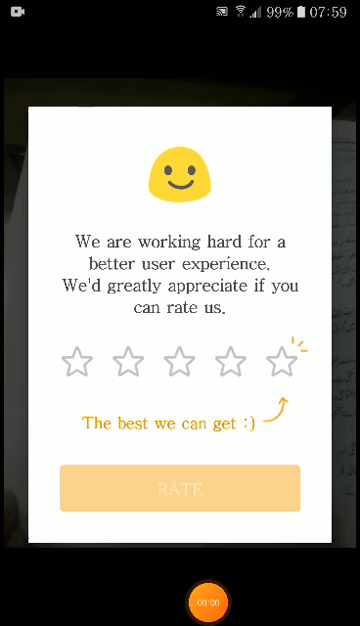 99% 07:59
We are working hard for a
better user experience.
We'd greatly appreciate if you
can rate us.
The best we can get :)
RATE
00:00